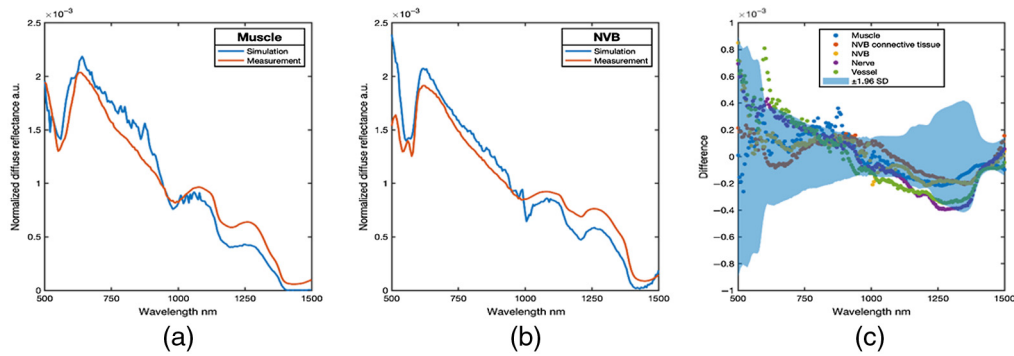 ×10⁻³
2.5
2
1.5
1
0.5
0
500
750
1000
1250
1500
Normalized diffuse reflectance a.u.
Wavelength nm
Muscle
Simulation
Measurement
(a)
×10⁻³
2.5
2
1.5
1
0.5
0
500
750
1000
1250
1500
Normalized diffuse reflectance a.u.
Wavelength nm
NVB
Simulation
Measurement
(b)
×10⁻³
1
0.8
0.6
0.4
0.2
0
−0.2
−0.4
−0.6
−0.8
−1
500
750
1000
1250
1500
Difference
Wavelength nm
Muscle
NVB connective tissue
NVB
Nerve
Vessel
±1.96 SD
(c)